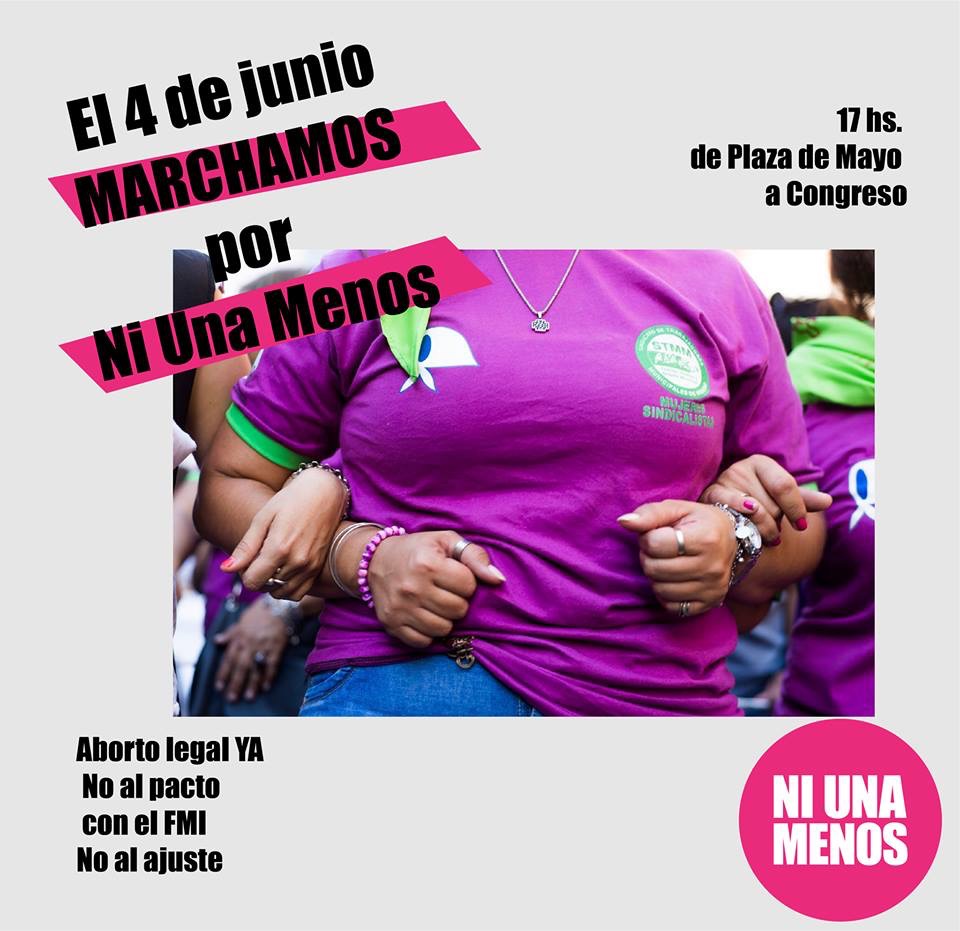 El 4 de junio
MARCHAMOS
por
Ni Una Menos
17 hs.
de Plaza de Mayo
a Congreso
STMM
MUJERES
SINDICALISTAS
Aborto legal YA
No al pacto
con el FMI
No al ajuste
NI UNA
MENOS